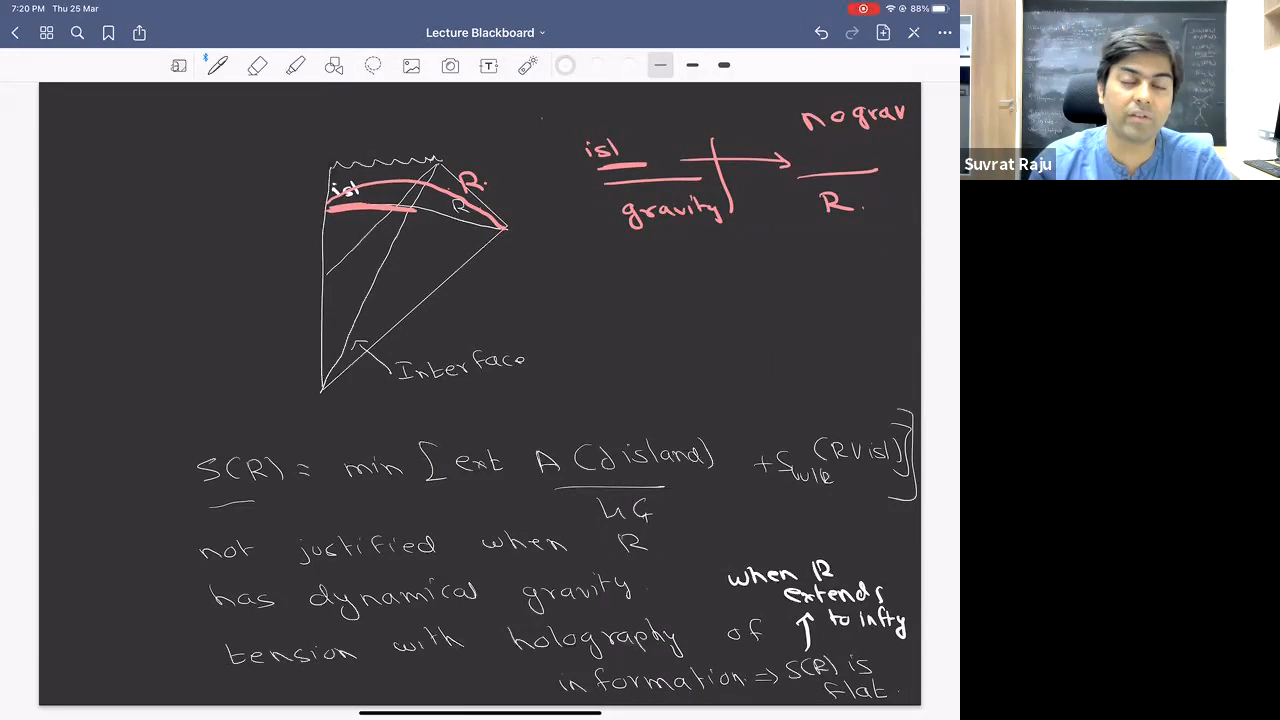 7:20 PM Thu 25 Mar
88%
Lecture Blackboard
Suvrat Raju
no grav
isl
gravity
R
isl
R.
R
Interface
S(R) = min [ ext A (∂ island) / 4G + S_bulk (R ∪ isl) ]
not justified when R
has dynamical gravity.
tension with holography of
information ⇒ S(R) is
flat.
when R
extends
to infty